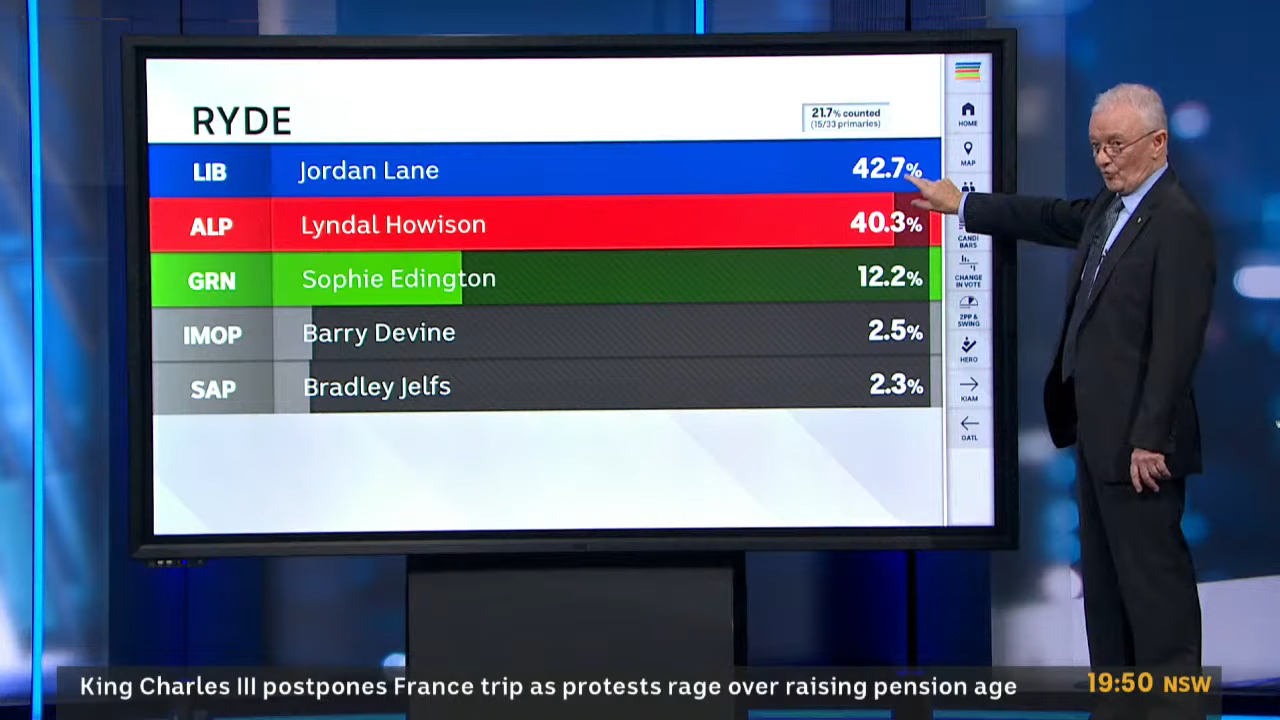 RYDE
21.7% counted
(15/33 primaries)
LIB Jordan Lane 42.7%
ALP Lyndal Howison 40.3%
GRN Sophie Edington 12.2%
IMOP Barry Devine 2.5%
SAP Bradley Jelfs 2.3%
HOME
MAP
CANDI
BARS
CHANGE
IN VOTE
2PP &
SWING
HERO
KIAM
OATL
King Charles III postpones France trip as protests rage over raising pension age 19:50 NSW